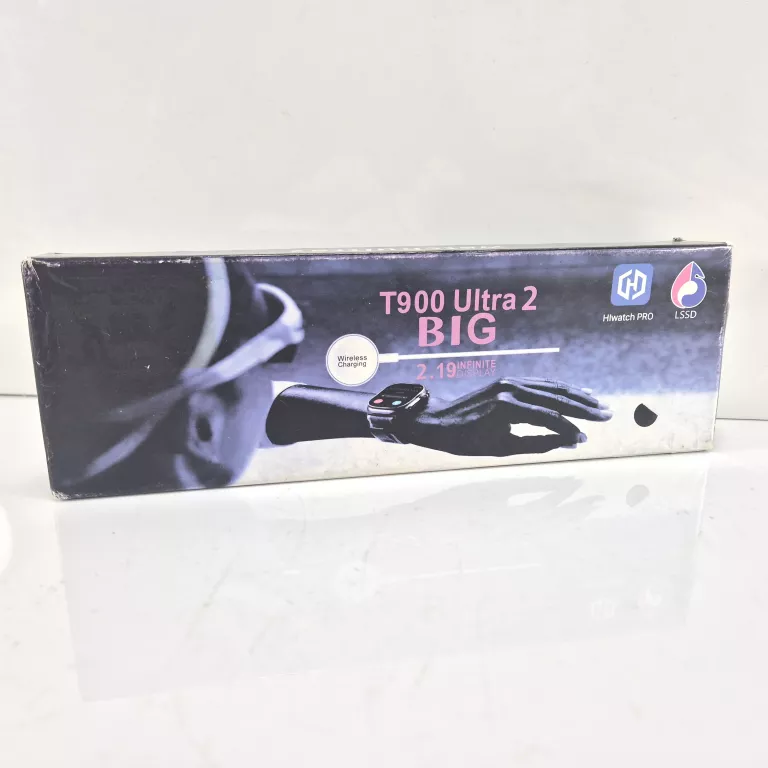 T900 Ultra 2
BIG
Wireless
Charging
2.19 INFINITE
DISPLAY
HIwatch PRO
LSSD